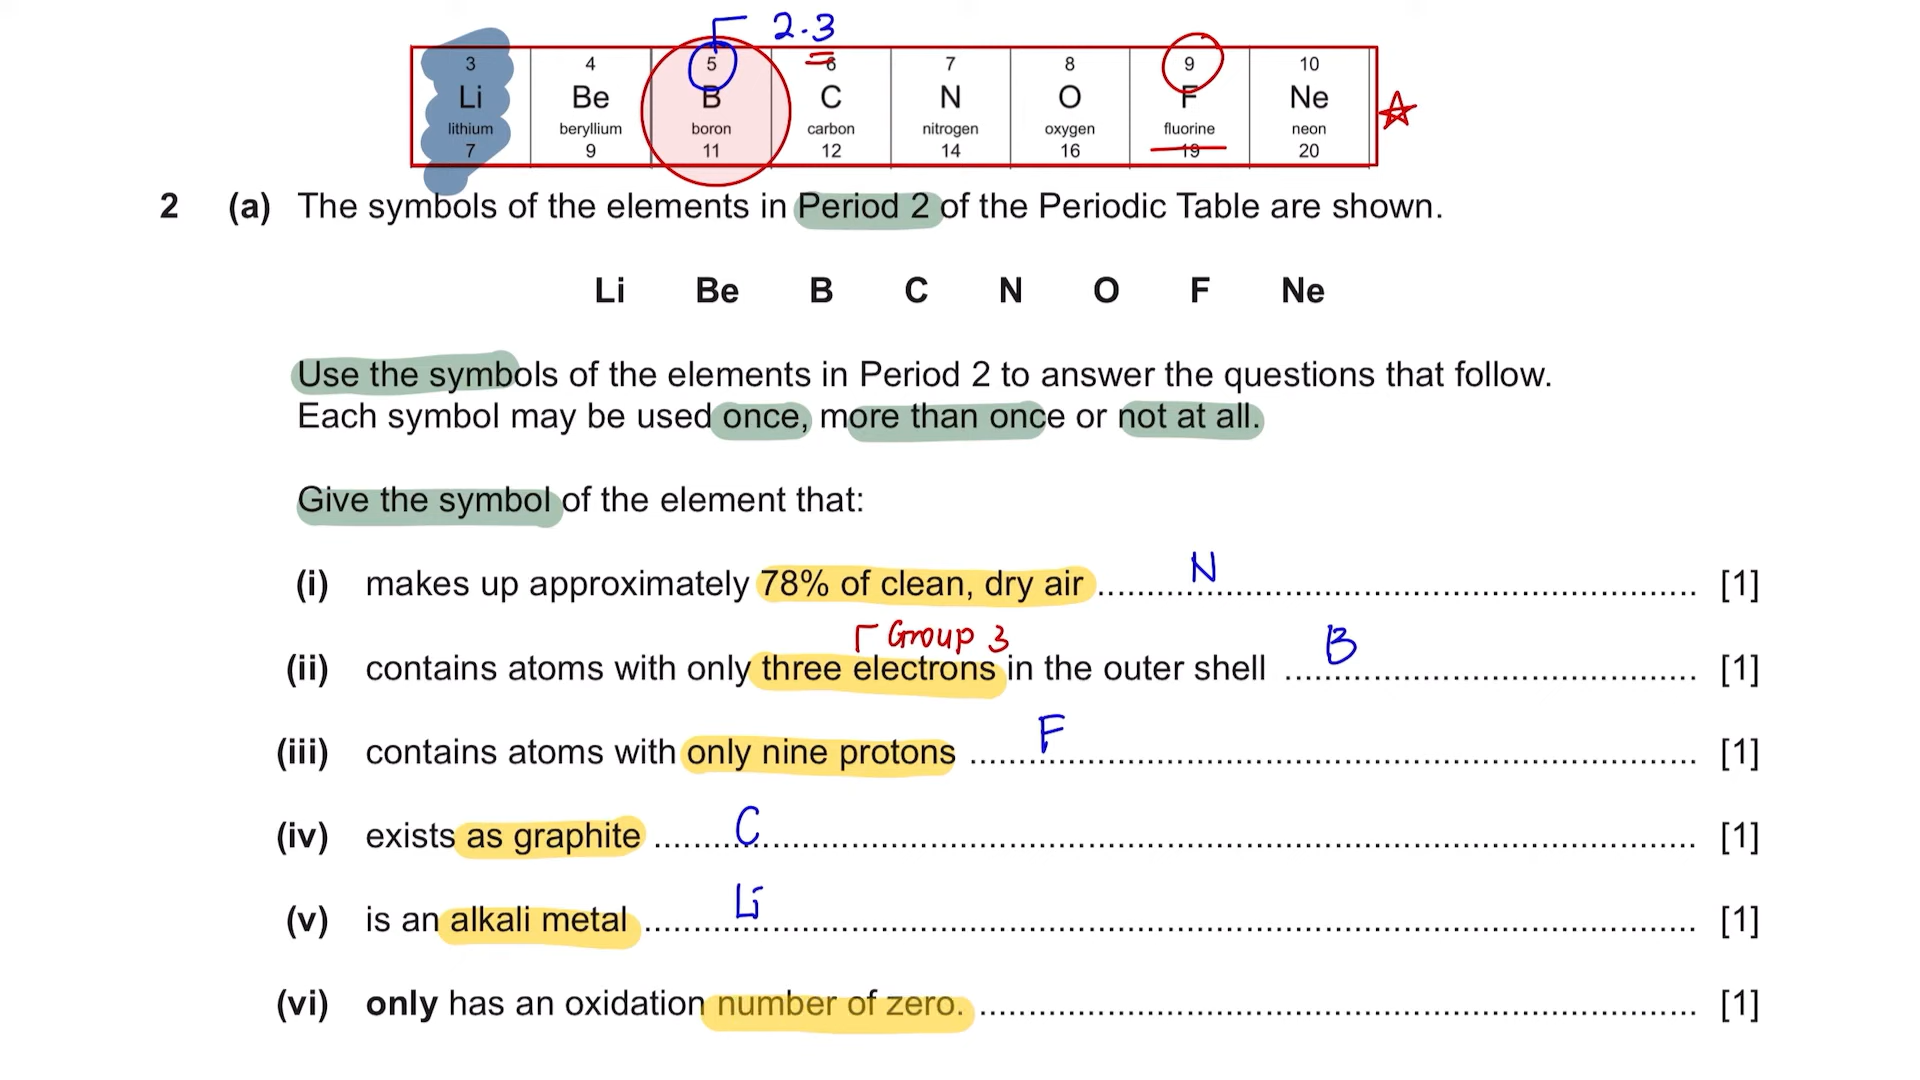 2.3
3 4 5 6 7 8 9 10
Li Be B C N O F Ne
lithium beryllium boron carbon nitrogen oxygen fluorine neon
7 9 11 12 14 16 19 20
2 (a) The symbols of the elements in Period 2 of the Periodic Table are shown.
Li Be B C N O F Ne
Use the symbols of the elements in Period 2 to answer the questions that follow.
Each symbol may be used once, more than once or not at all.
Give the symbol of the element that:
(i) makes up approximately 78% of clean, dry air .......... N .......... [1]
Group 3
(ii) contains atoms with only three electrons in the outer shell .......... B .......... [1]
(iii) contains atoms with only nine protons .......... F .......... [1]
(iv) exists as graphite .......... C .......... [1]
(v) is an alkali metal .......... Li .......... [1]
(vi) only has an oxidation number of zero. .......... [1]